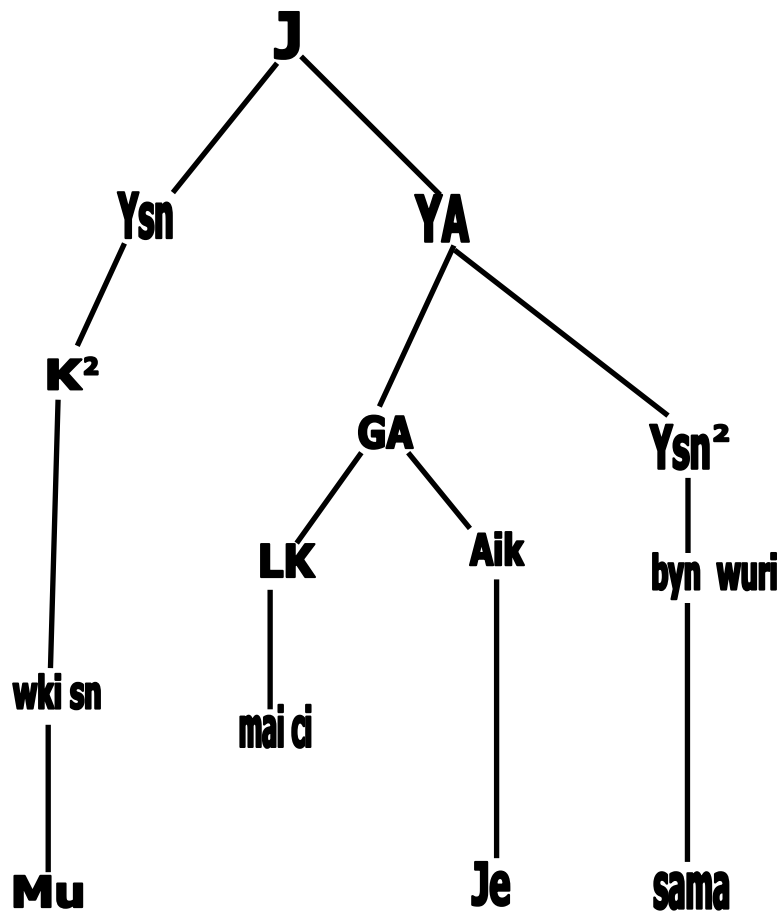 J
Ysn
YA
K²
GA
Ysn²
LK
Aik
byn wuri
wki sn
mai ci
Mu
Je
sama